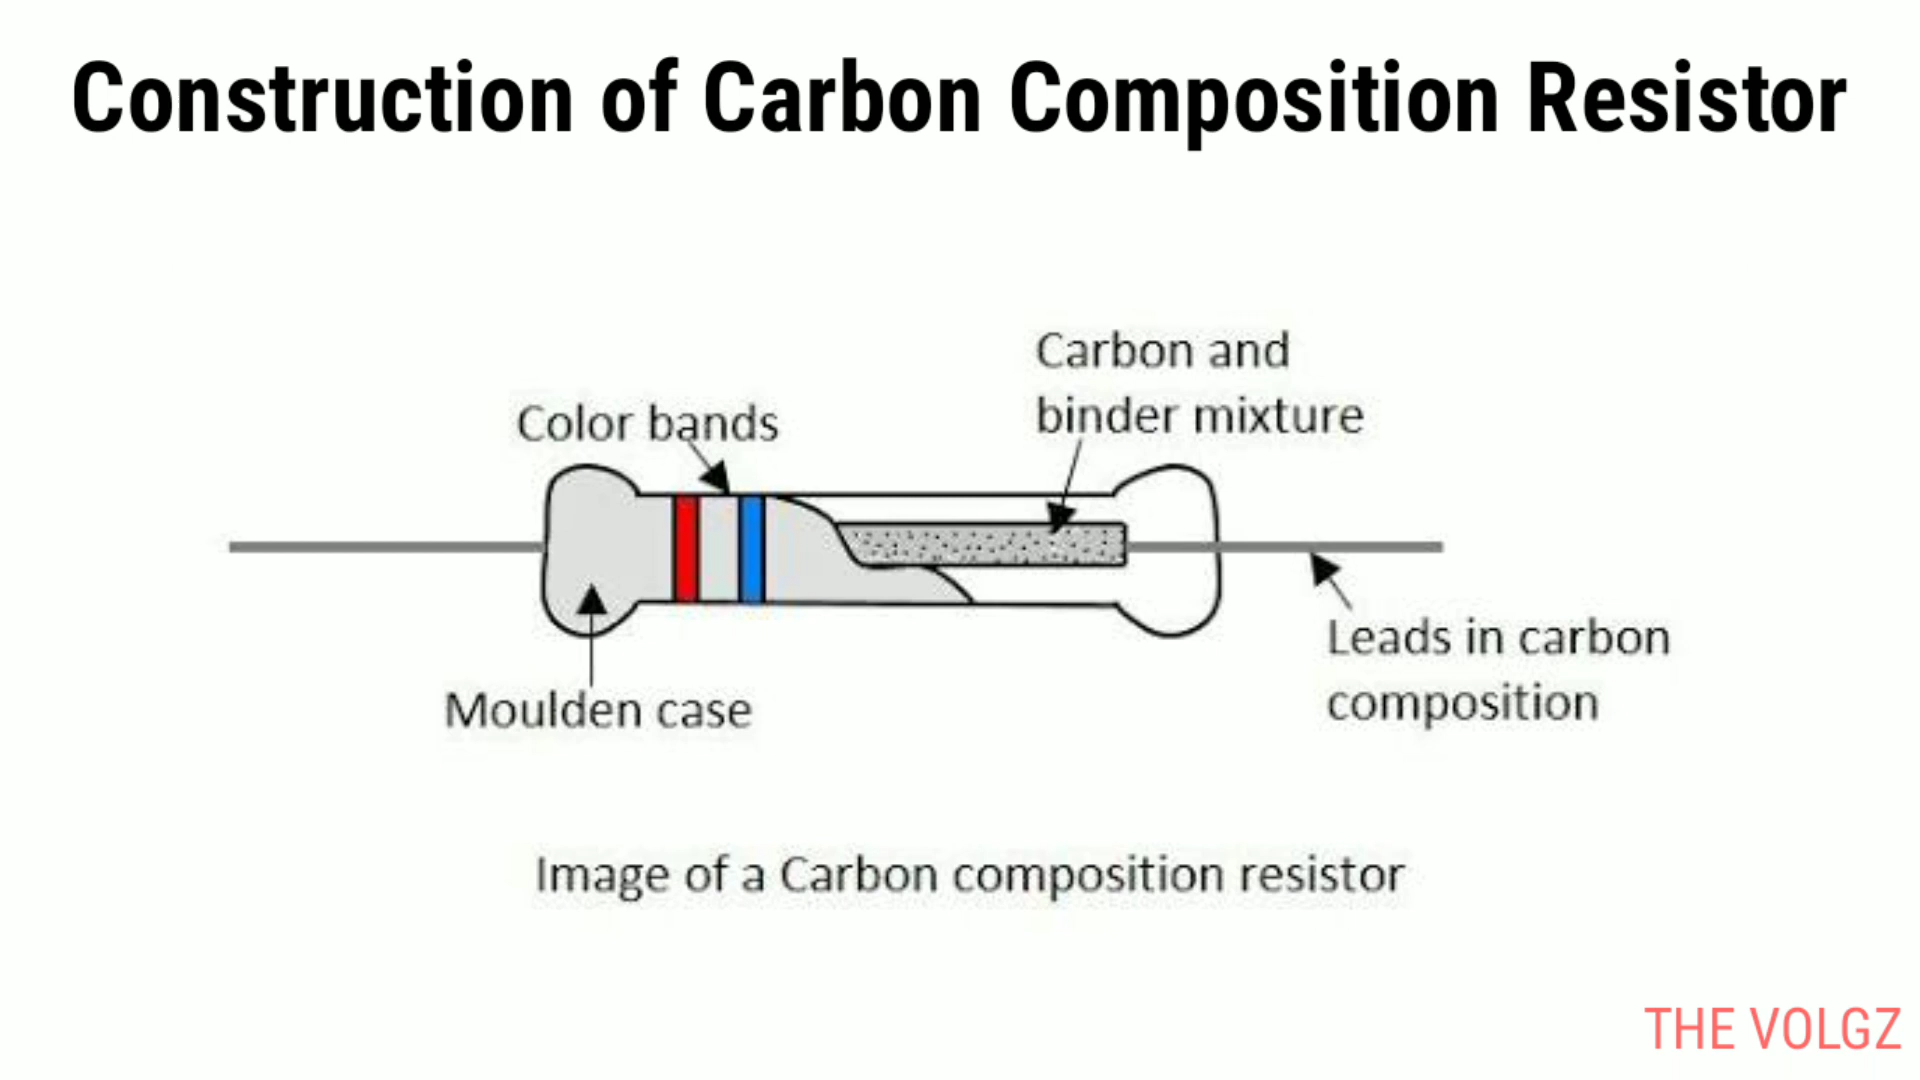 Construction of Carbon Composition Resistor
Carbon and
binder mixture
Color bands
Leads in carbon
composition
Moulden case
Image of a Carbon composition resistor
THE VOLGZ